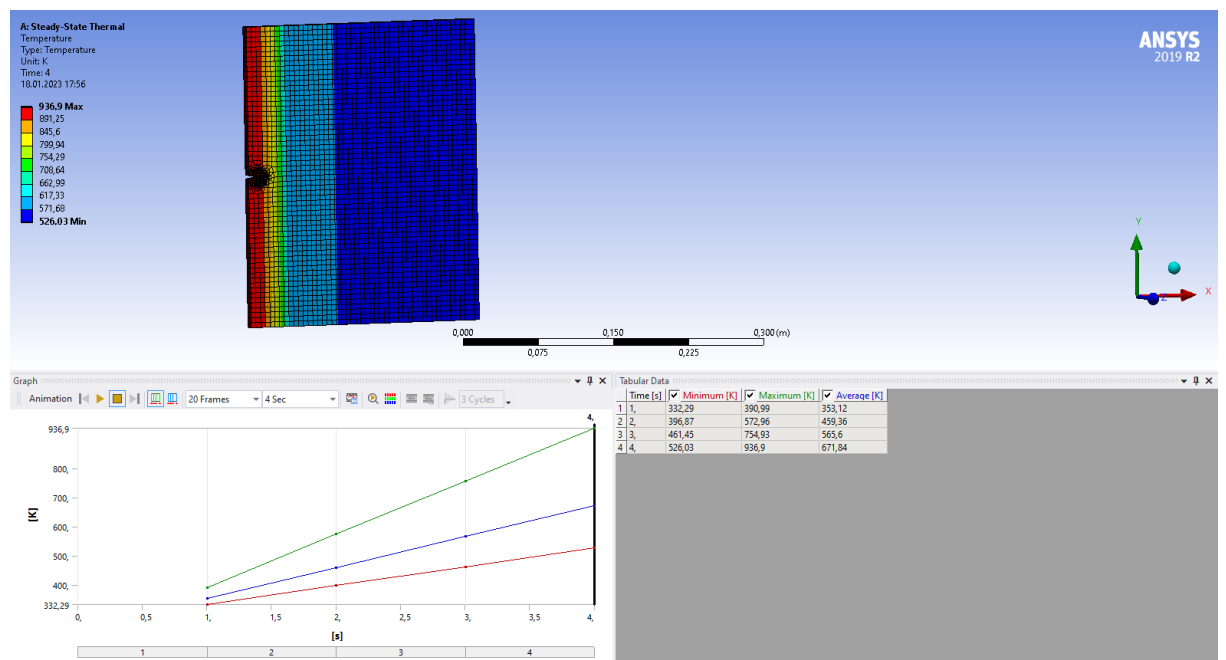 A: Steady-State Thermal
Temperature
Type: Temperature
Unit: K
Time: 4
18.01.2023 17:56
936,9 Max
891,25
845,6
799,94
754,29
708,64
662,99
617,33
571,68
526,03 Min
ANSYS
2019 R2
Y
X
Z
0,000 0,150 0,300 (m)
0,075 0,225
Graph
Animation 20 Frames 4 Sec 3 Cycles
4,
936,9
800,
700,
600,
500,
400,
332,29
[K]
0, 0,5 1, 1,5 2, 2,5 3, 3,5 4,
[s]
1 2 3 4
Tabular Data
Time [s] Minimum [K] Maximum [K] Average [K]
1 1, 332,29 390,99 353,12
2 2, 396,87 572,96 459,36
3 3, 461,45 754,93 565,6
4 4, 526,03 936,9 671,84